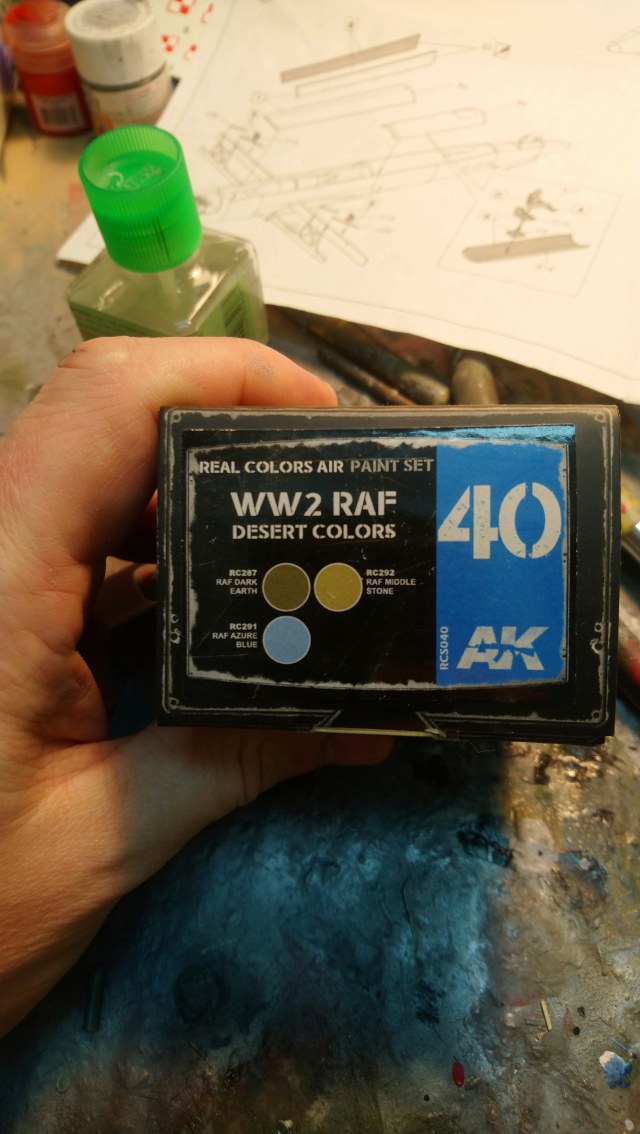 REAL COLORS AIR PAINT SET
WW2 RAF
DESERT COLORS
RC287
RAF DARK
EARTH
RC292
RAF MIDDLE
STONE
RC291
RAF AZURE
BLUE
40
RCS040
AK